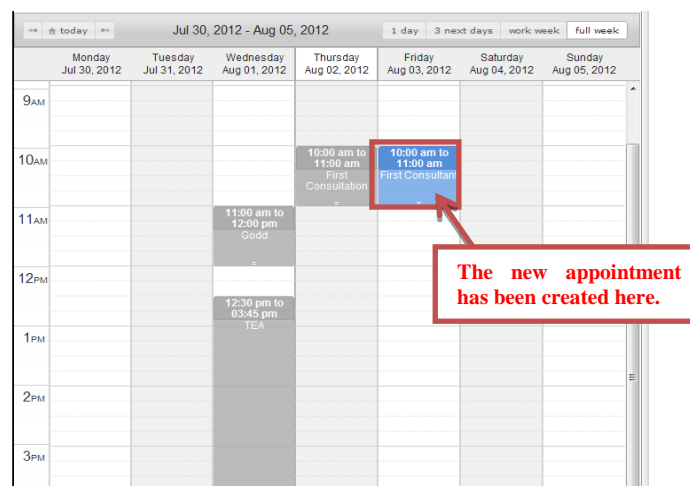 today
Jul 30, 2012 - Aug 05, 2012
1 day 3 next days work week full week
Monday Tuesday Wednesday Thursday Friday Saturday Sunday
Jul 30, 2012 Jul 31, 2012 Aug 01, 2012 Aug 02, 2012 Aug 03, 2012 Aug 04, 2012 Aug 05, 2012
9AM
10AM
10:00 am to
11:00 am
First
Consultation
10:00 am to
11:00 am
First Consultant
11AM
11:00 am to
12:00 pm
Godd
The new appointment
has been created here.
12PM
12:30 pm to
03:45 pm
TEA
1PM
2PM
3PM